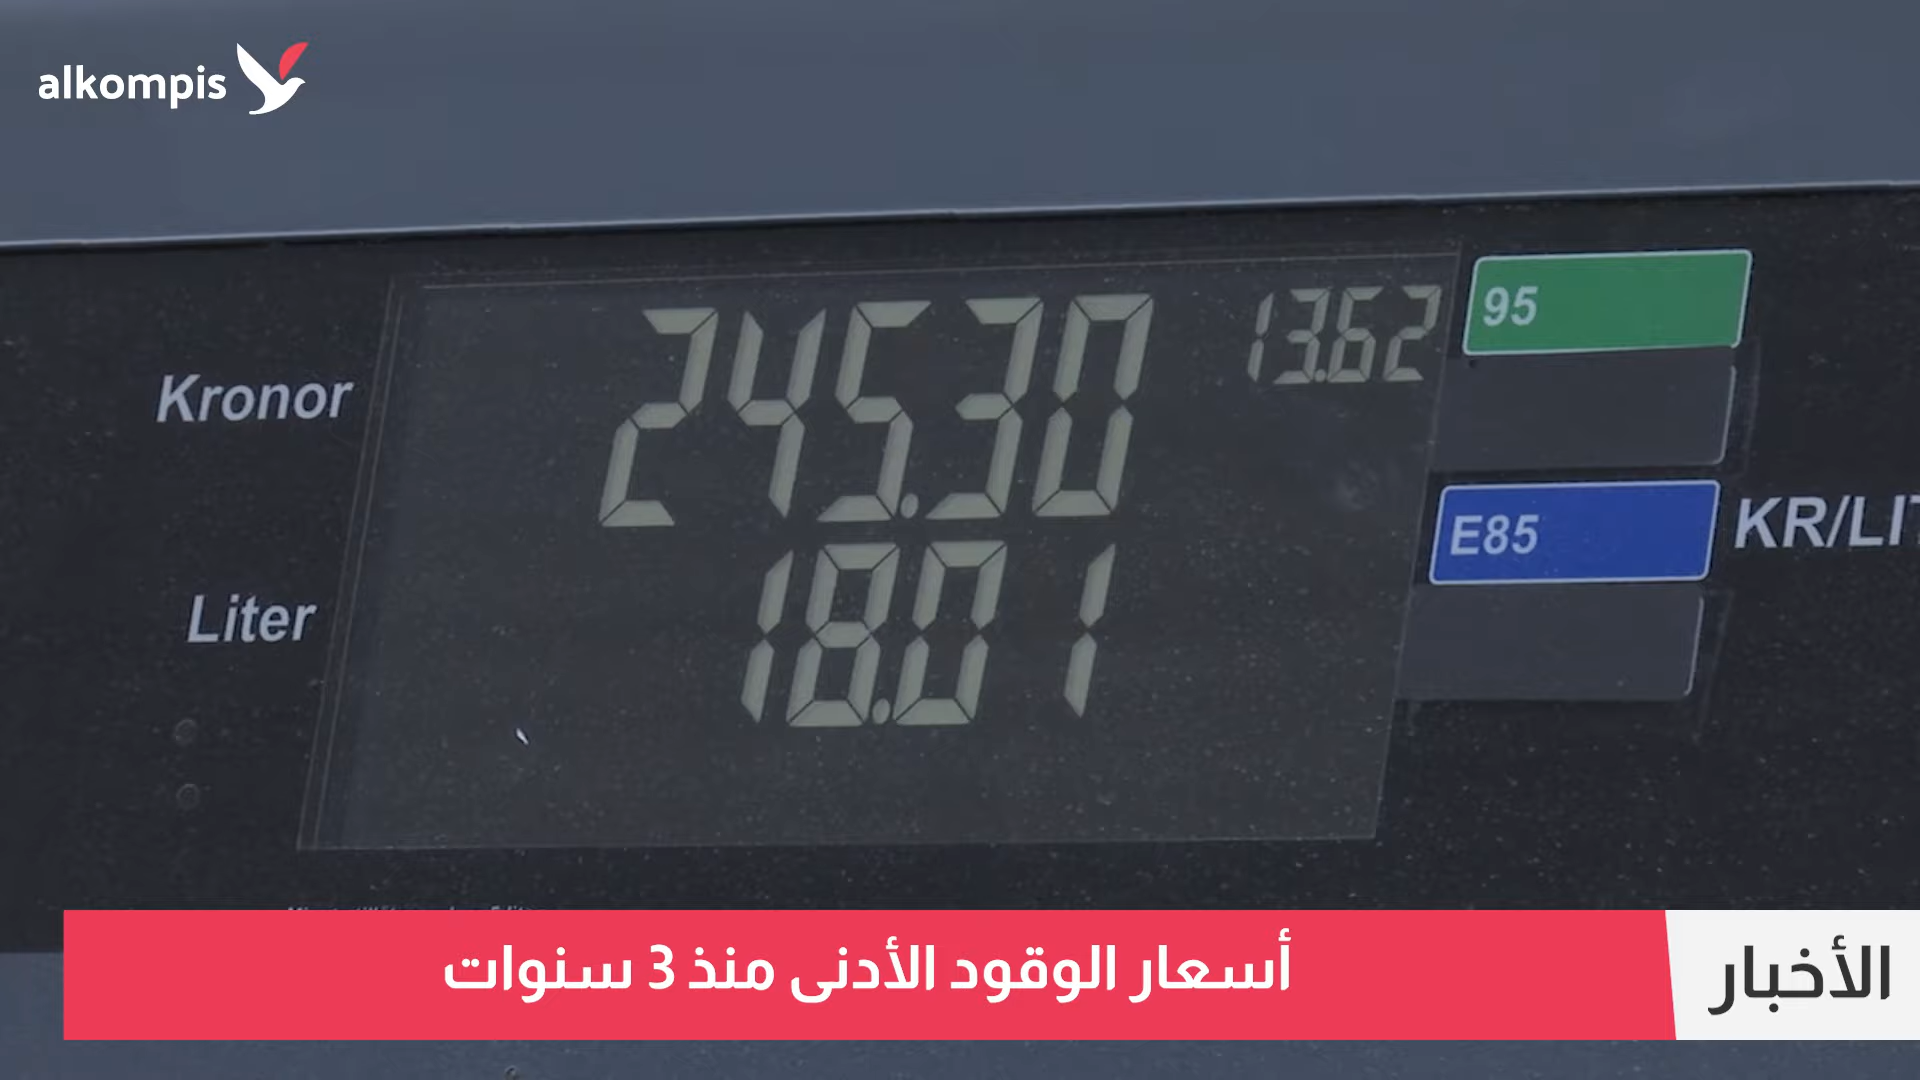 alkompis
Kronor 245.30 13.62 95
E85 KR/LIT
Liter 18.01
أسعار الوقود الأدنى منذ 3 سنوات
الأخبار